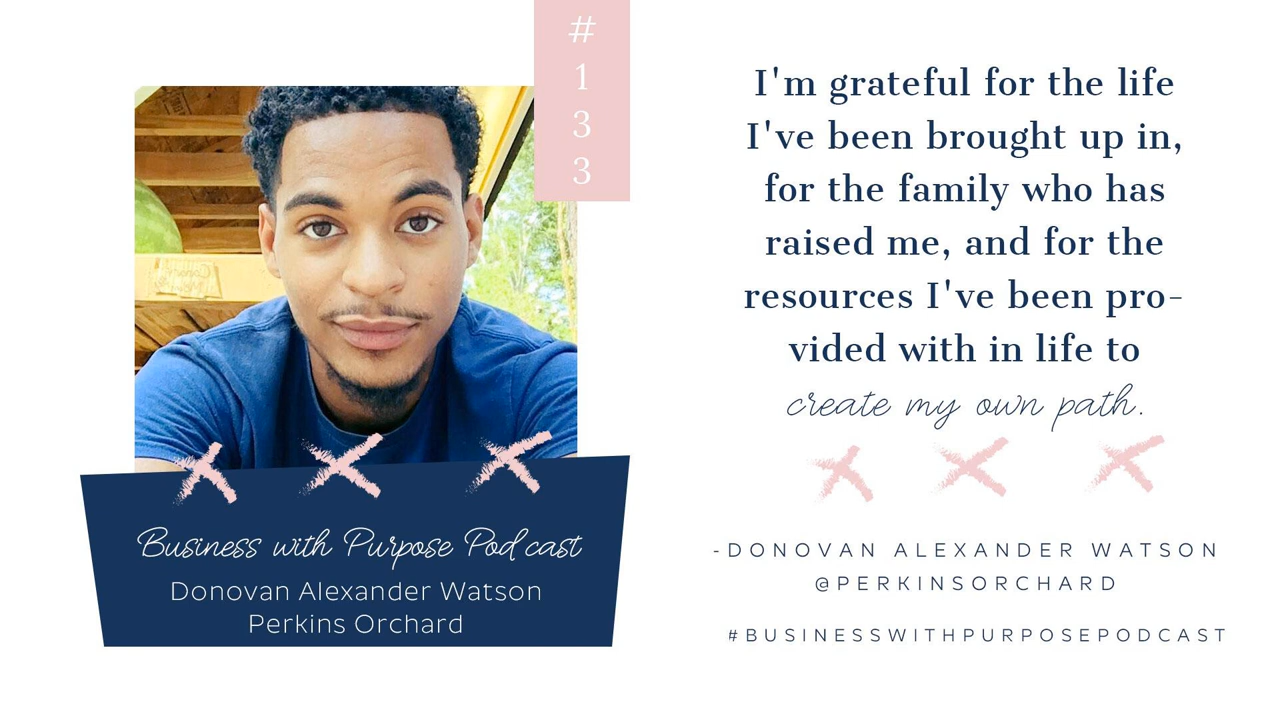 #
1
3
3
Business with Purpose Podcast
Donovan Alexander Watson
Perkins Orchard
I'm grateful for the life
I've been brought up in,
for the family who has
raised me, and for the
resources I've been pro-
vided with in life to
create my own path.
-DONOVAN ALEXANDER WATSON
@PERKINSORCHARD
#BUSINESSWITHPURPOSEPODCAST